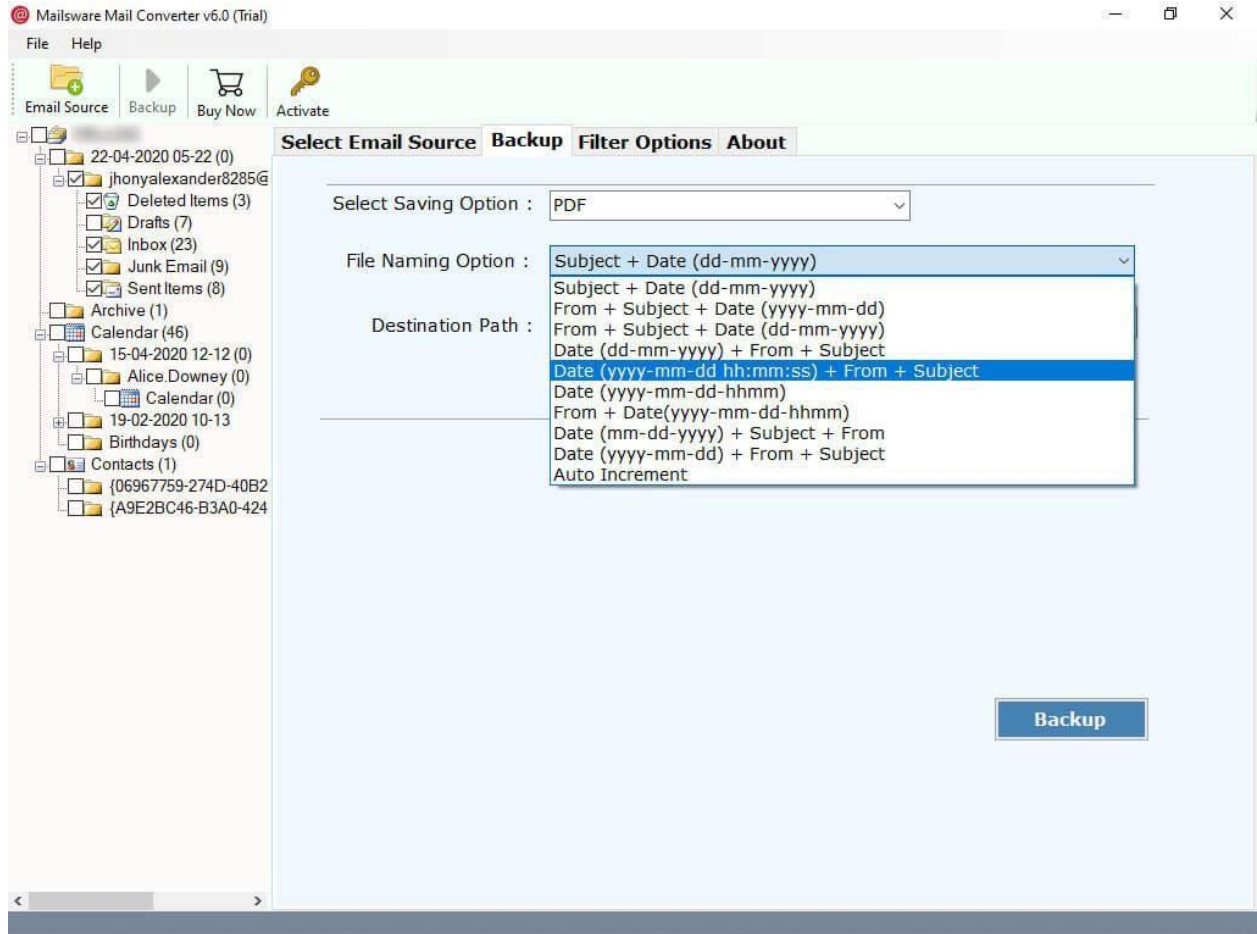 Mailsware Mail Converter v6.0 (Trial)
File Help
Email Source Backup Buy Now Activate
22-04-2020 05-22 (0)
jhonyalexander8285@
Deleted Items (3)
Drafts (7)
Inbox (23)
Junk Email (9)
Sent Items (8)
Archive (1)
Calendar (46)
15-04-2020 12-12 (0)
Alice.Downey (0)
Calendar (0)
19-02-2020 10-13
Birthdays (0)
Contacts (1)
{06967759-274D-40B2
{A9E2BC46-B3A0-424
Select Email Source Backup Filter Options About
Select Saving Option : PDF
File Naming Option : Subject + Date (dd-mm-yyyy)
Subject + Date (dd-mm-yyyy)
From + Subject + Date (yyyy-mm-dd)
From + Subject + Date (dd-mm-yyyy)
Destination Path :
Date (dd-mm-yyyy) + From + Subject
Date (yyyy-mm-dd hh:mm:ss) + From + Subject
Date (yyyy-mm-dd-hhmm)
From + Date(yyyy-mm-dd-hhmm)
Date (mm-dd-yyyy) + Subject + From
Date (yyyy-mm-dd) + From + Subject
Auto Increment
Backup